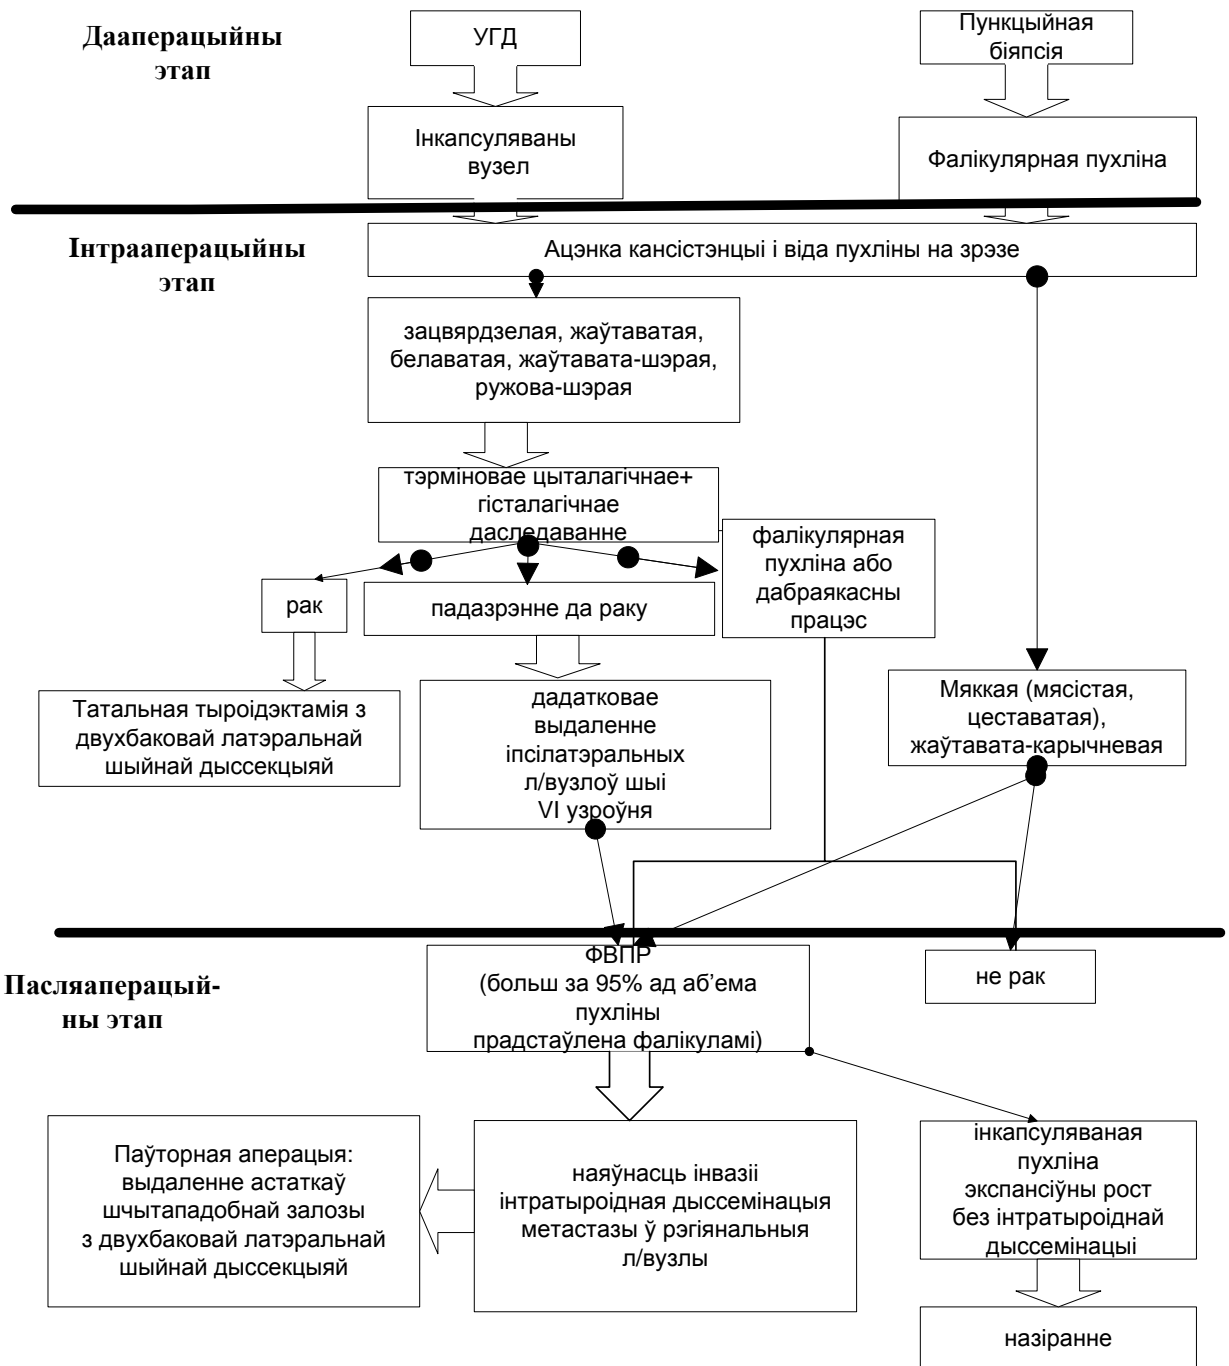 Дааперацыйны
этап
УГД
Пункцыйная
біяпсія
Інкапсуляваны
вузел
Фалікулярная пухліна
Інтрааперацыйны
этап
Ацэнка кансістэнцыі і віда пухліны на зрэзе
зацвярдзелая, жаўтаватая,
белаватая, жаўтавата-шэрая,
ружова-шэрая
тэрміновае цыталагічнае+
гісталагічнае
даследаванне
фалікулярная
пухліна або
дабраякасны
працэс
рак
падазрэнне да раку
Татальная тыроідэктамія з
двухбаковай латэральнай
шыйнай дыссекцыяй
дадатковае
выдаленне
іпсілатэральных
л/вузлоў шыі
VI узроўня
Мяккая (мясістая,
цеставатая),
жаўтавата-карычневая
Пасляаперацый-
ны этап
ФВПР
(больш за 95% ад аб’ема
пухліны
прадстаўлена фалікуламі)
не рак
Паўторная аперацыя:
выдаленне астаткаў
шчытападобнай залозы
з двухбаковай латэральнай
шыйнай дыссекцыяй
наяўнасць інвазіі
інтратыроідная дыссемінацыя
метастазы ў рэгіянальныя
л/вузлы
інкапсуляваная
пухліна
экспансіўны рост
без інтратыроіднай
дыссемінацыі
назіранне